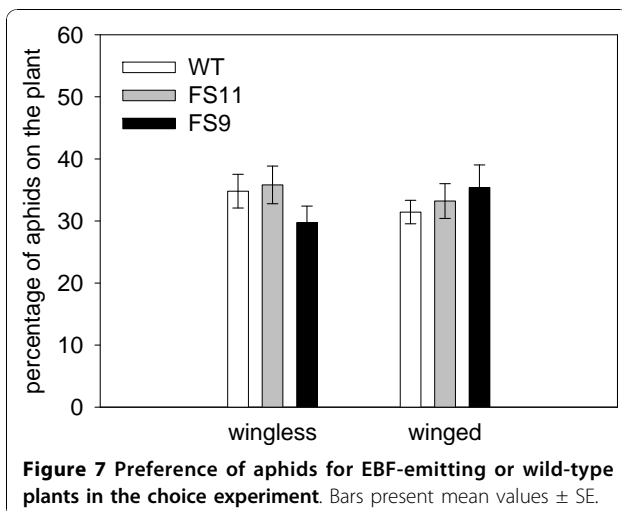 percentage of aphids on the plant
60
50
40
30
20
10
0
WT
FS11
FS9
wingless winged
Figure 7 Preference of aphids for EBF-emitting or wild-type
plants in the choice experiment. Bars present mean values ± SE.